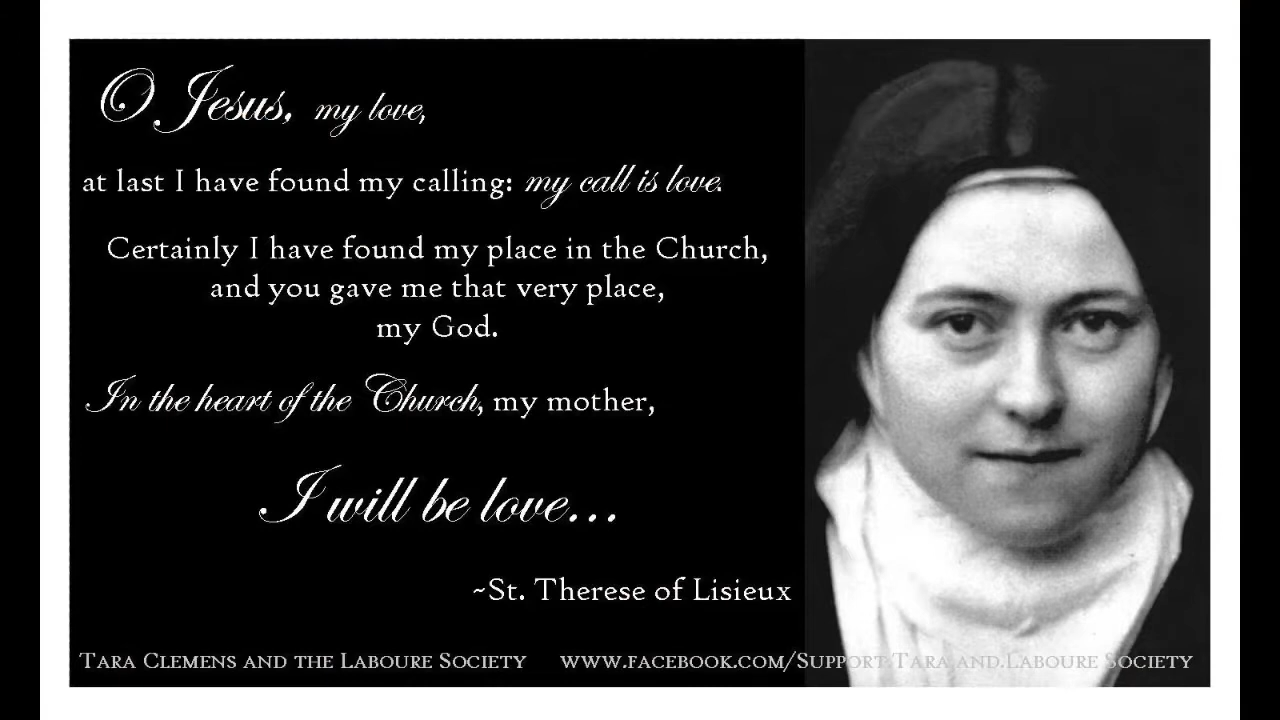 O Jesus, my love,
at last I have found my calling: my call is love.
Certainly I have found my place in the Church,
and you gave me that very place,
my God.
In the heart of the Church, my mother,
I will be love...
~St. Therese of Lisieux
Tara Clemens and the Laboure Society www.facebook.com/Support.Tara.and.Laboure Society